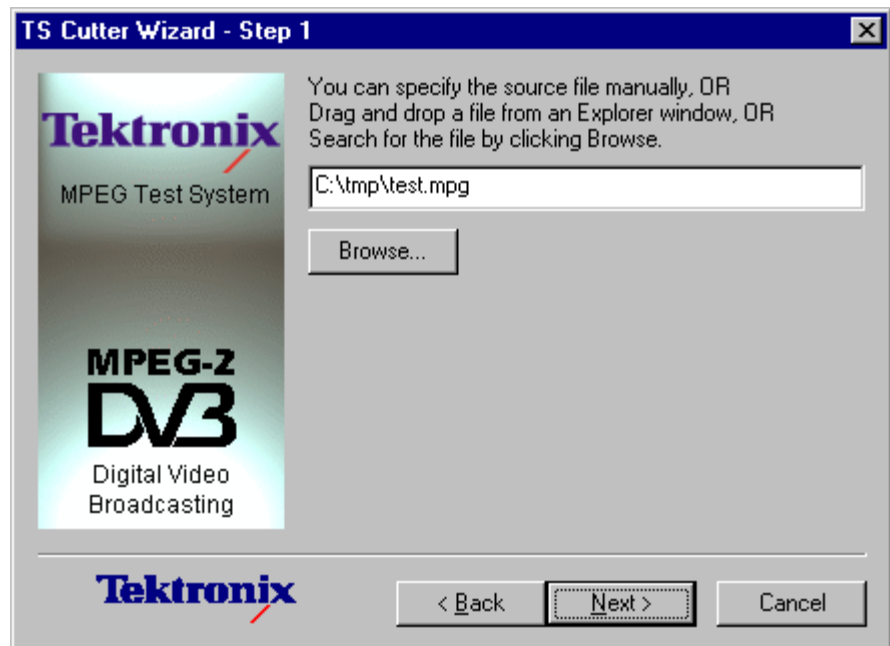 TS Cutter Wizard - Step 1
Tektronix
MPEG Test System
MPEG-2
DVB
Digital Video
Broadcasting
You can specify the source file manually, OR
Drag and drop a file from an Explorer window, OR
Search for the file by clicking Browse.
C:\tmp\test.mpg
Browse...
Tektronix
< Back
Next >
Cancel